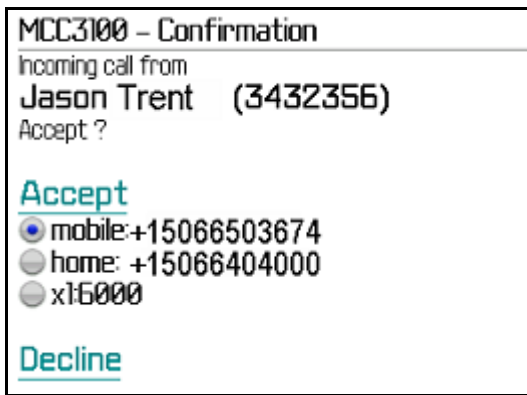 MCC3100 – Confirmation
Incoming call from
Jason Trent (3432356)
Accept ?
Accept
mobile:+15066503674
home: +15066404000
x1:6000
Decline